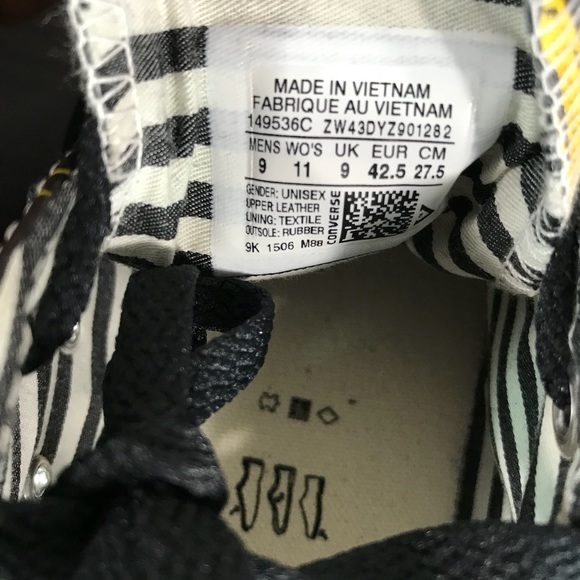 MADE IN VIETNAM
FABRIQUE AU VIETNAM
149536C ZW43DYZ901282
MENS WO'S UK EUR CM
9 11 9 42.5 27.5
GENDER: UNISEX
UPPER LEATHER
LINING: TEXTILE
OUTSOLE: RUBBER
CONVERSE
9K 1506 M88